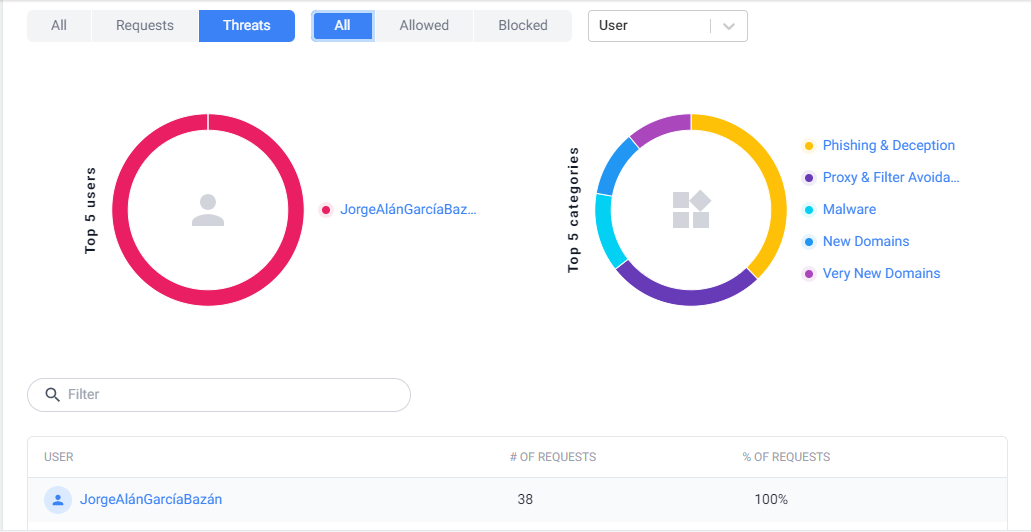 All Requests Threats All Allowed Blocked User
Top 5 users
JorgeAlánGarcíaBaz...
Top 5 categories
Phishing & Deception
Proxy & Filter Avoida...
Malware
New Domains
Very New Domains
Filter
USER # OF REQUESTS % OF REQUESTS
JorgeAlánGarcíaBazán 38 100%